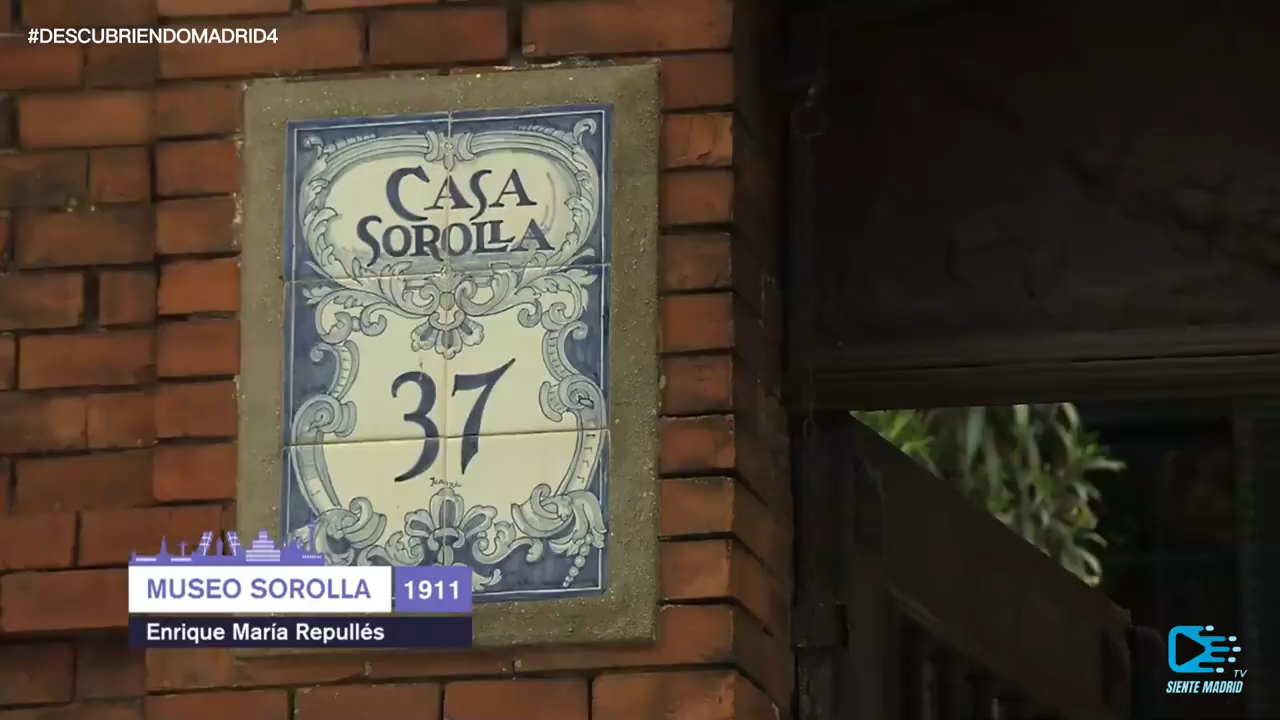 #DESCUBRIENDOMADRID4
CASA
SOROLLA
37
MUSEO SOROLLA 1911
Enrique María Repullés
TV
SIENTE MADRID